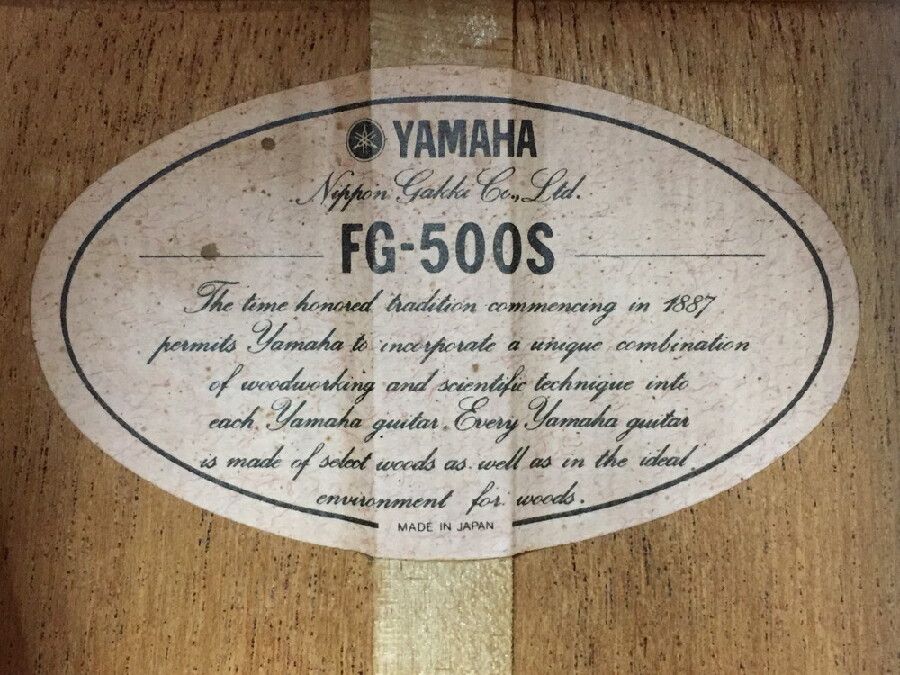 YAMAHA
Nippon Gakki Co., Ltd.
FG-500S
The time honored tradition commencing in 1887
permits Yamaha to incorporate a unique combination
of woodworking and scientific technique into
each Yamaha guitar. Every Yamaha guitar
is made of select woods as well as in the ideal
environment for woods.
MADE IN JAPAN